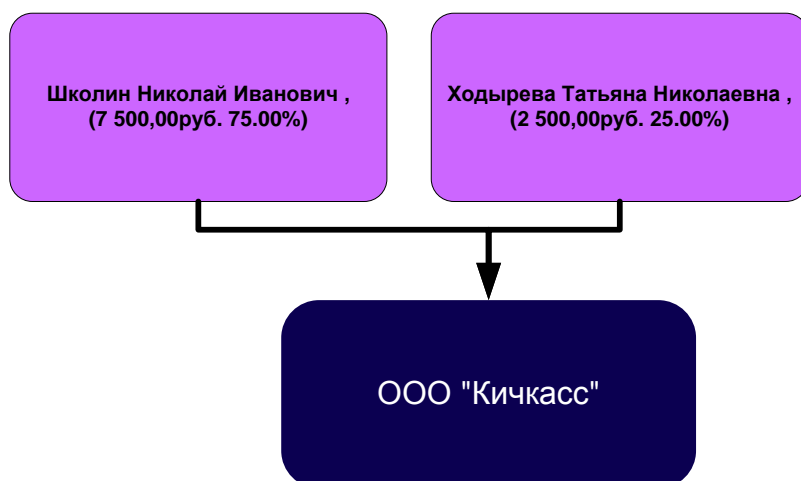 Школин Николай Иванович ,
(7 500,00руб. 75.00%)
Ходырева Татьяна Николаевна ,
(2 500,00руб. 25.00%)
ООО "Кичкасс"